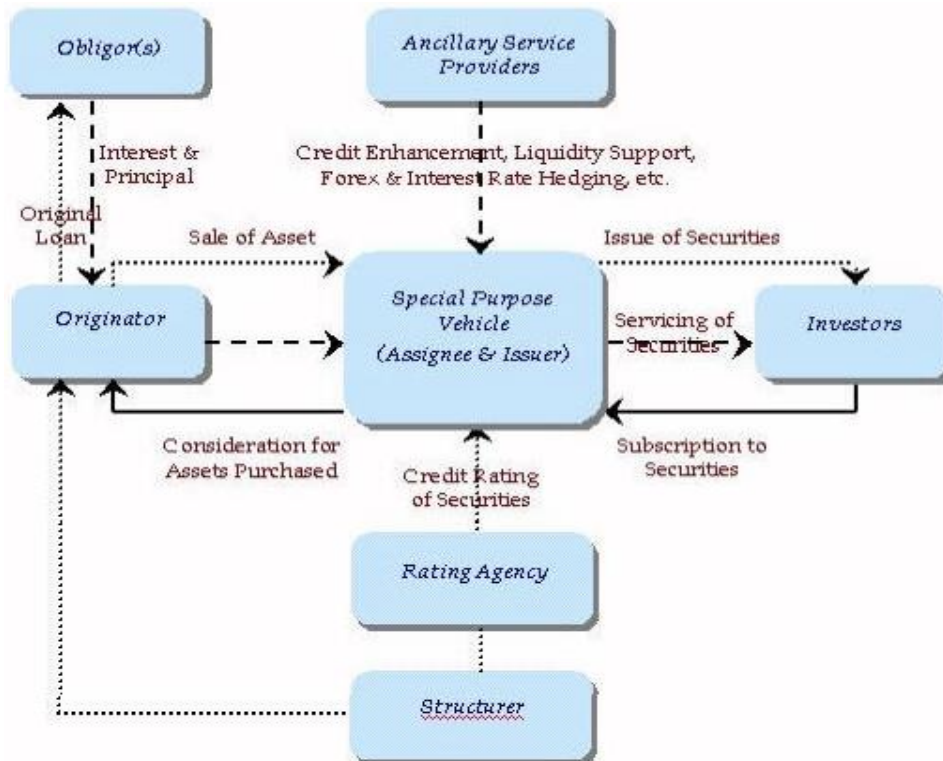 Obligor(s)
Ancillary Service
Providers
Interest &
Principal
Credit Enhancement, Liquidity Support,
Forex & Interest Rate Hedging, etc.
Original
Loan
Sale of Asset
Issue of Securities
Originator
Special Purpose
Vehicle
(Assignee & Issuer)
Servicing of
Securities
Investors
Consideration for
Assets Purchased
Credit Rating
of Securities
Subscription to
Securities
Rating Agency
Structurer